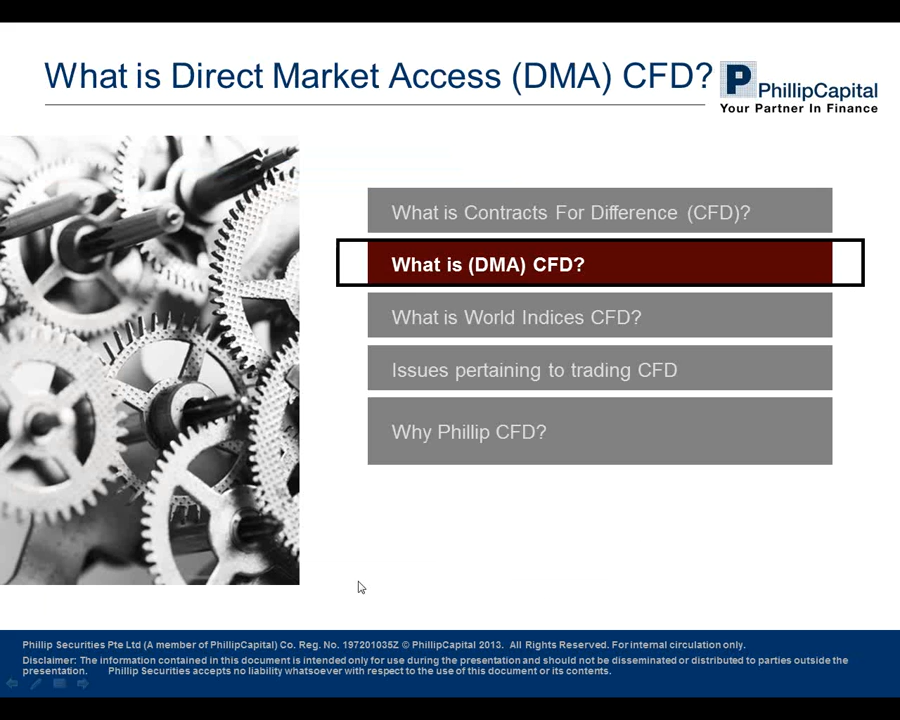 What is Direct Market Access (DMA) CFD?
P PhillipCapital
Your Partner In Finance
What is Contracts For Difference (CFD)?
What is (DMA) CFD?
What is World Indices CFD?
Issues pertaining to trading CFD
Why Phillip CFD?
Phillip Securities Pte Ltd (A member of PhillipCapital) Co. Reg. No. 197201035Z © PhillipCapital 2013. All Rights Reserved. For internal circulation only.
Disclaimer: The information contained in this document is intended only for use during the presentation and should not be disseminated or distributed to parties outside the
presentation. Phillip Securities accepts no liability whatsoever with respect to the use of this document or its contents.